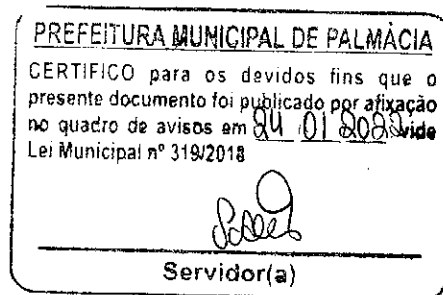 PREFEITURA MUNICIPAL DE PALMÁCIA
CERTIFICO para os devidos fins que o
presente documento foi publicado por afixação
no quadro de avisos em 24 01 2022 vide
Lei Municipal nº 319/2018
Servidor(a)